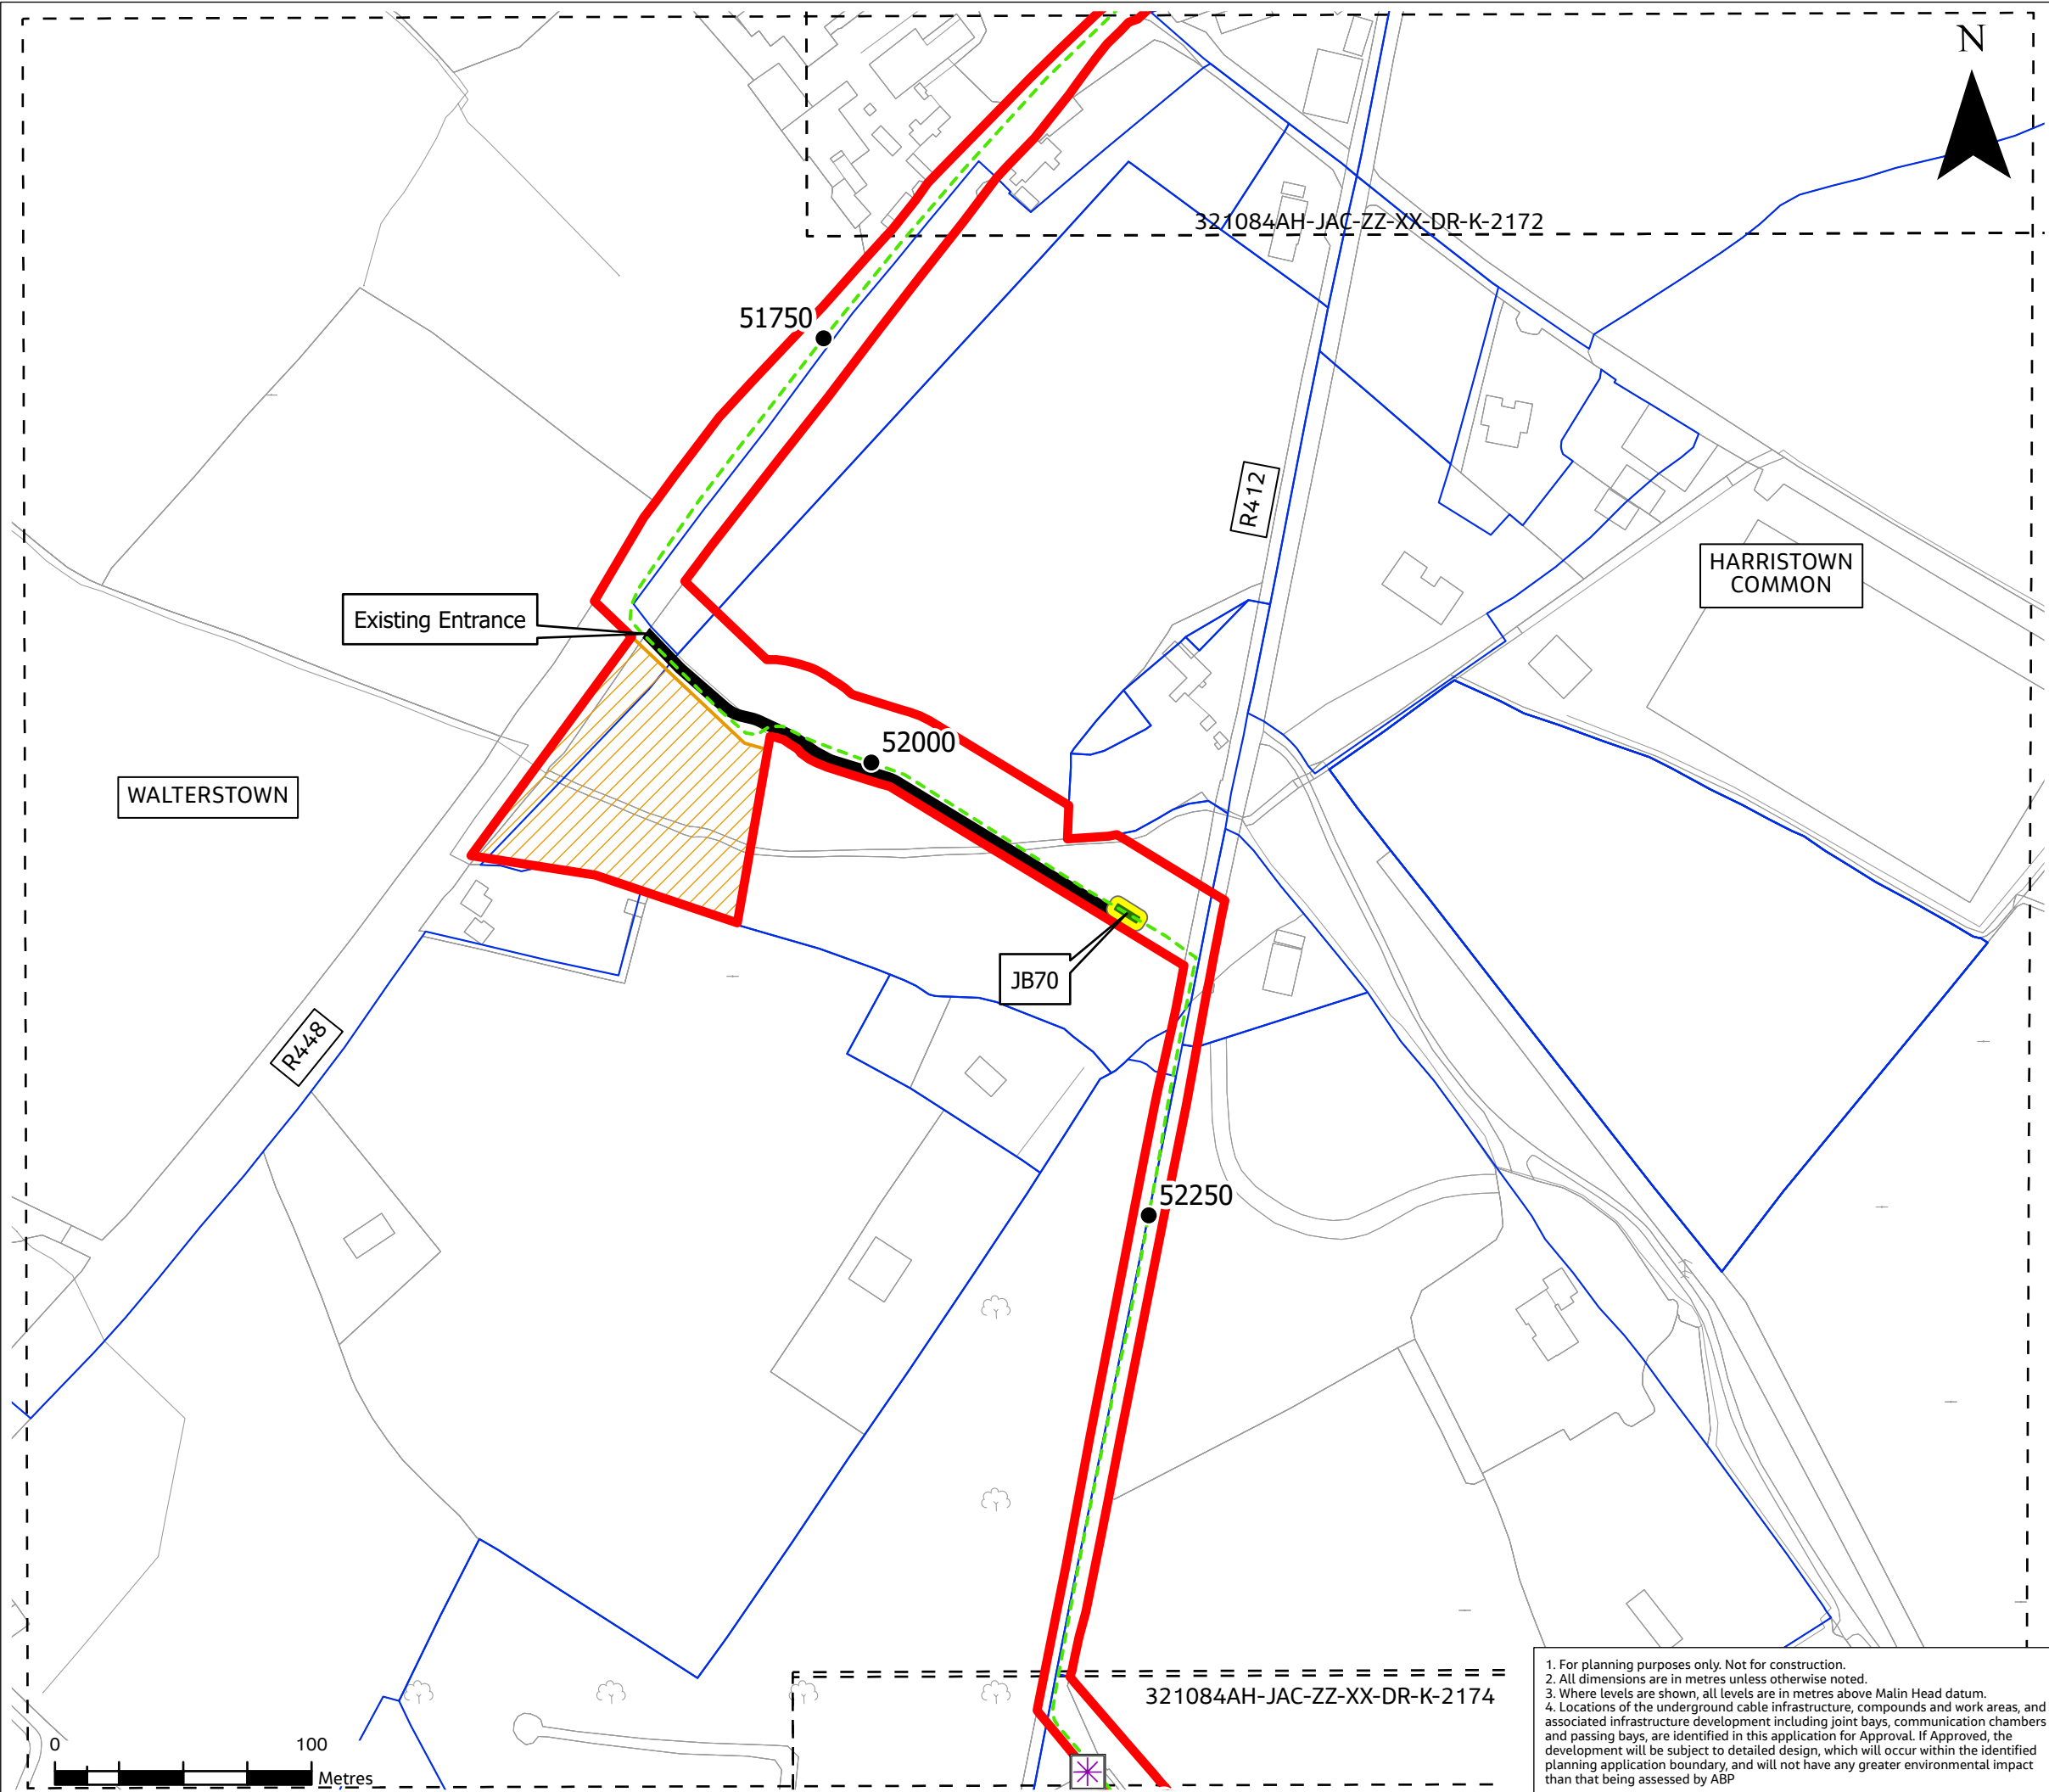 N
321084AH-JAC-ZZ-XX-DR-K-2172
51750
R412
HARRISTOWN
COMMON
Existing Entrance
52000
WALTERSTOWN
JB70
R448
52250
321084AH-JAC-ZZ-XX-DR-K-2174
0 100
Metres
1. For planning purposes only. Not for construction.
2. All dimensions are in metres unless otherwise noted.
3. Where levels are shown, all levels are in metres above Malin Head datum.
4. Locations of the underground cable infrastructure, compounds and work areas, and
associated infrastructure development including joint bays, communication chambers
and passing bays, are identified in this application for Approval. If Approved, the
development will be subject to detailed design, which will occur within the identified
planning application boundary, and will not have any greater environmental impact
than that being assessed by ABP